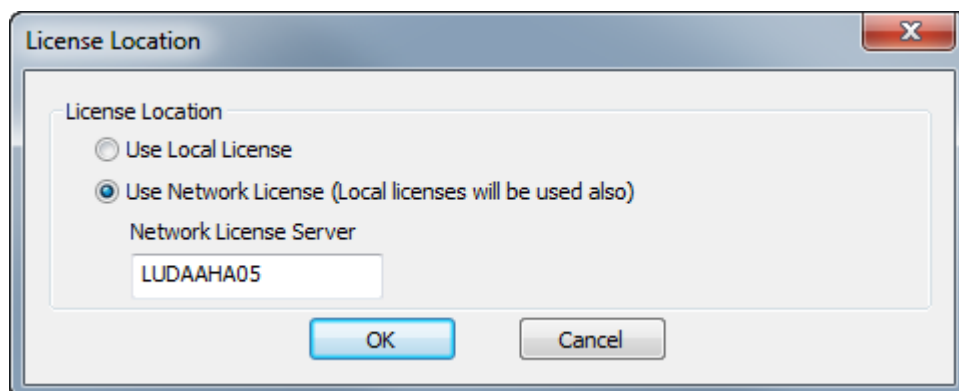 License Location
License Location
Use Local License
Use Network License (Local licenses will be used also)
Network License Server
LUDAAHA05
OK
Cancel